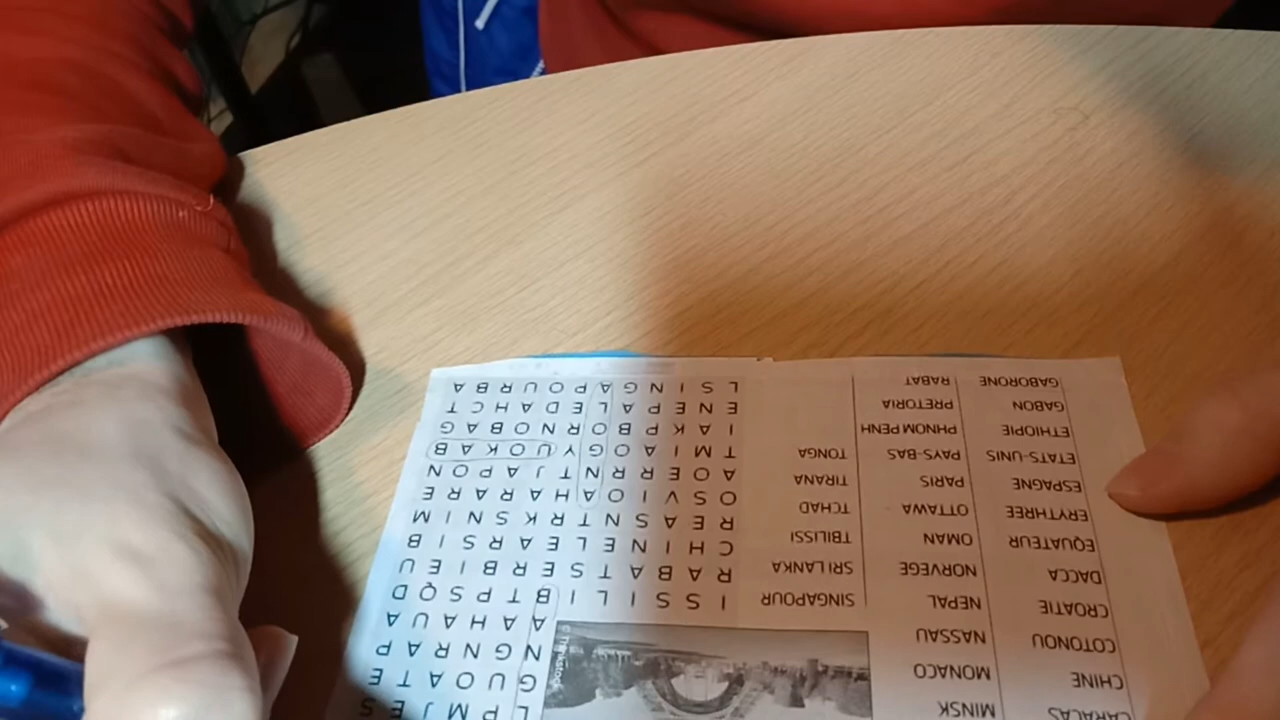 CARACAS
CHINE
COTONOU
CROATIE
DACCA
EQUATEUR
ERYTHREE
ESPAGNE
ETATS-UNIS
ETHIOPIE
GABON
GABORONE
MINSK
MONACO
NASSAU
NEPAL
NORVEGE
OMAN
OTTAWA
PARIS
PAYS-BAS
PHNOM PENH
PRETORIA
RABAT
SINGAPOUR
SRI LANKA
TBILISSI
TCHAD
TIRANA
TONGA
L P M J E S
G U O A T E
N G N R A P
A A H A U A
I S S I L I B T P S Q D
R A B A T S E R B I E U
C H I N E L E A R S I B
R E A S N T R K S N I M
O S V I O A H A R A R E
A O E R R N T J A P O N
T M I A O G Y U O K A B
I A K P B O R N O B A G
E N E P A L E D A H C T
L S I N G A P O U R B A